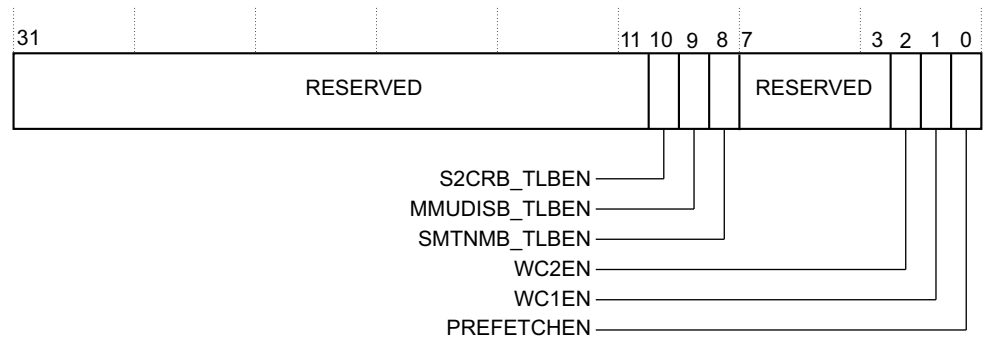 31 11 10 9 8 7 3 2 1 0
RESERVED RESERVED
S2CRB_TLBEN
MMUDISB_TLBEN
SMTNMB_TLBEN
WC2EN
WC1EN
PREFETCHEN